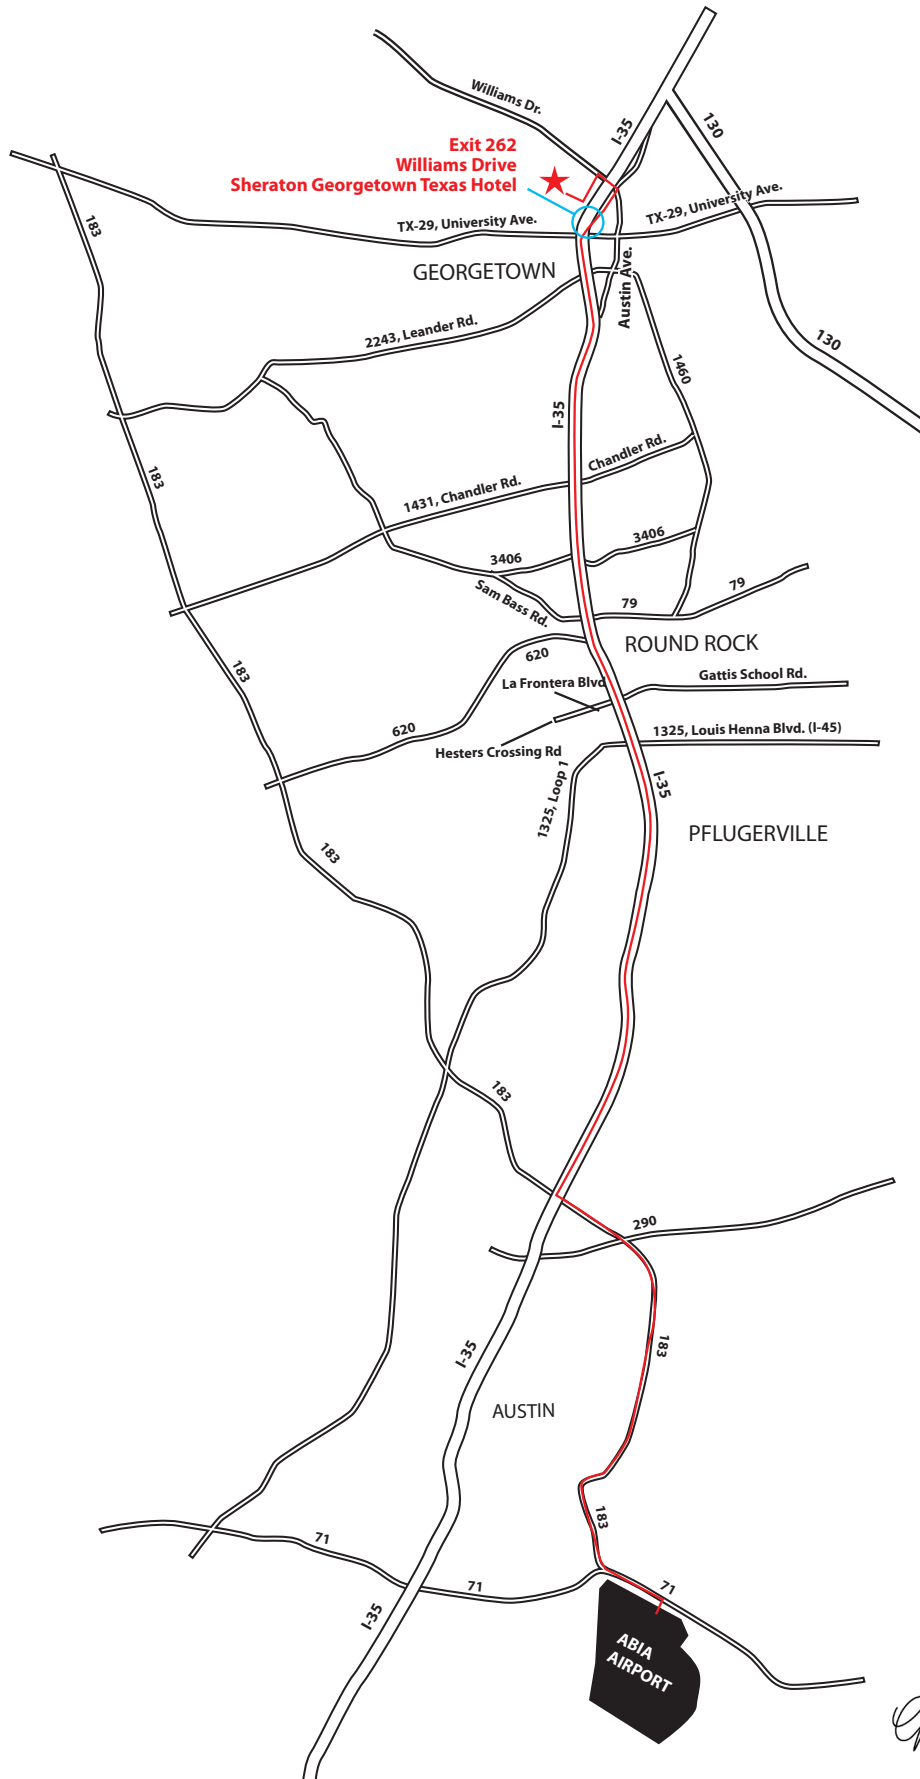 Williams Dr.
I-35
130
Exit 262
Williams Drive
Sheraton Georgetown Texas Hotel
TX-29, University Ave.
TX-29, University Ave.
183
GEORGETOWN
Austin Ave.
2243, Leander Rd.
130
1460
I-35
Chandler Rd.
183
1431, Chandler Rd.
3406
3406
Sam Bass Rd.
79
79
ROUND ROCK
620
183
La Frontera Blvd
Gattis School Rd.
620
Hesters Crossing Rd
1325, Louis Henna Blvd. (I-45)
1325, Loop 1
I-35
PFLUGERVILLE
183
183
290
I-35
183
AUSTIN
183
71
71
71
I-35
ABIA
AIRPORT